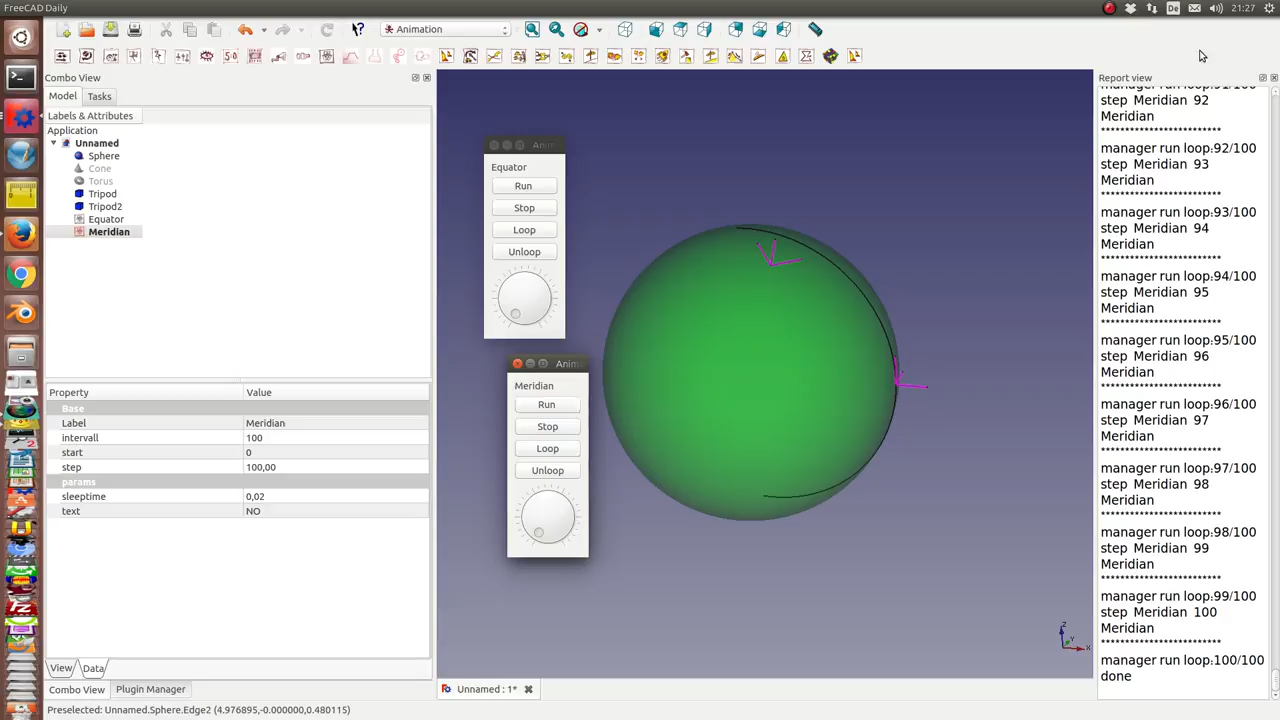 FreeCAD Daily
De
21:27
Animation
Combo View
Model
Tasks
Labels & Attributes
Application
Unnamed
Sphere
Cone
Torus
Tripod
Tripod2
Equator
Meridian
Property
Value
Base
Label
Meridian
intervall
100
start
0
step
100,00
params
sleeptime
0,02
text
NO
View
Data
Combo View
Plugin Manager
Preselected: Unnamed.Sphere.Edge2 (4.976895,-0.000000,0.480115)
Equator
Run
Stop
Loop
Unloop
Anim
Meridian
Run
Stop
Loop
Unloop
Z
Y
X
Unnamed : 1*
Report view
manager run loop:91/100
step Meridian 92
Meridian
*************************
manager run loop:92/100
step Meridian 93
Meridian
*************************
manager run loop:93/100
step Meridian 94
Meridian
*************************
manager run loop:94/100
step Meridian 95
Meridian
*************************
manager run loop:95/100
step Meridian 96
Meridian
*************************
manager run loop:96/100
step Meridian 97
Meridian
*************************
manager run loop:97/100
step Meridian 98
Meridian
*************************
manager run loop:98/100
step Meridian 99
Meridian
*************************
manager run loop:99/100
step Meridian 100
Meridian
*************************
manager run loop:100/100
done